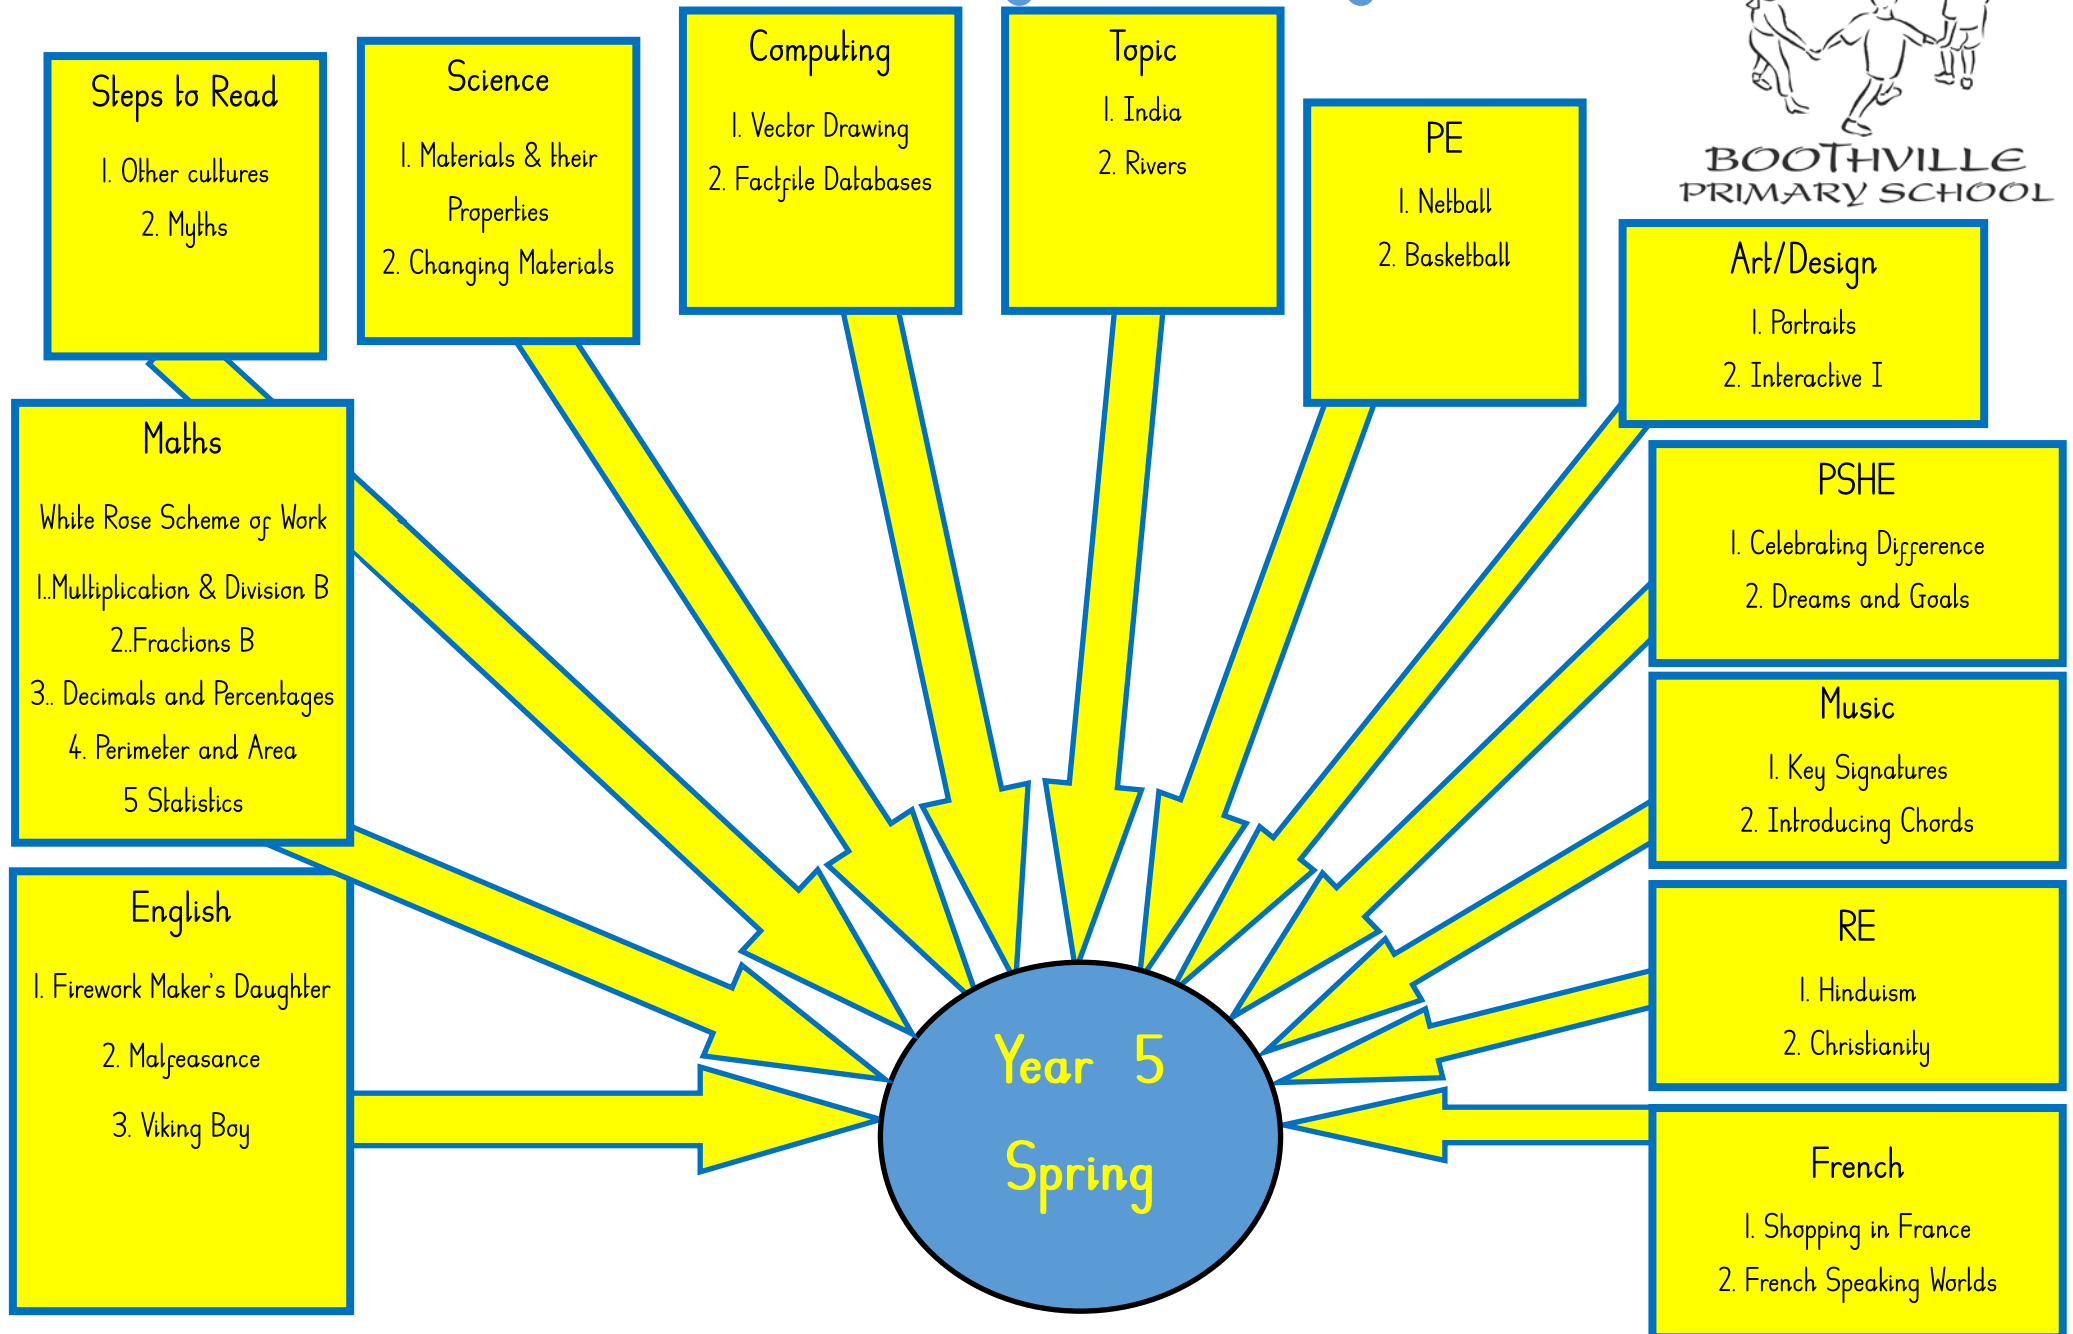 Steps to Read
1. Other cultures
2. Myths
Science
1. Materials & their
Properties
2. Changing Materials
Computing
1. Vector Drawing
2. Factfile Databases
Topic
1. India
2. Rivers
PE
1. Netball
2. Basketball
BOOTHVILLE
PRIMARY SCHOOL
Art/Design
1. Portraits
2. Interactive I
Maths
White Rose Scheme of Work
1..Multiplication & Division B
2..Fractions B
3.. Decimals and Percentages
4. Perimeter and Area
5 Statistics
PSHE
1. Celebrating Difference
2. Dreams and Goals
Music
1. Key Signatures
2. Introducing Chords
English
1. Firework Maker's Daughter
2. Malfeasance
3. Viking Boy
RE
1. Hinduism
2. Christianity
Year 5
Spring
French
1. Shopping in France
2. French Speaking Worlds